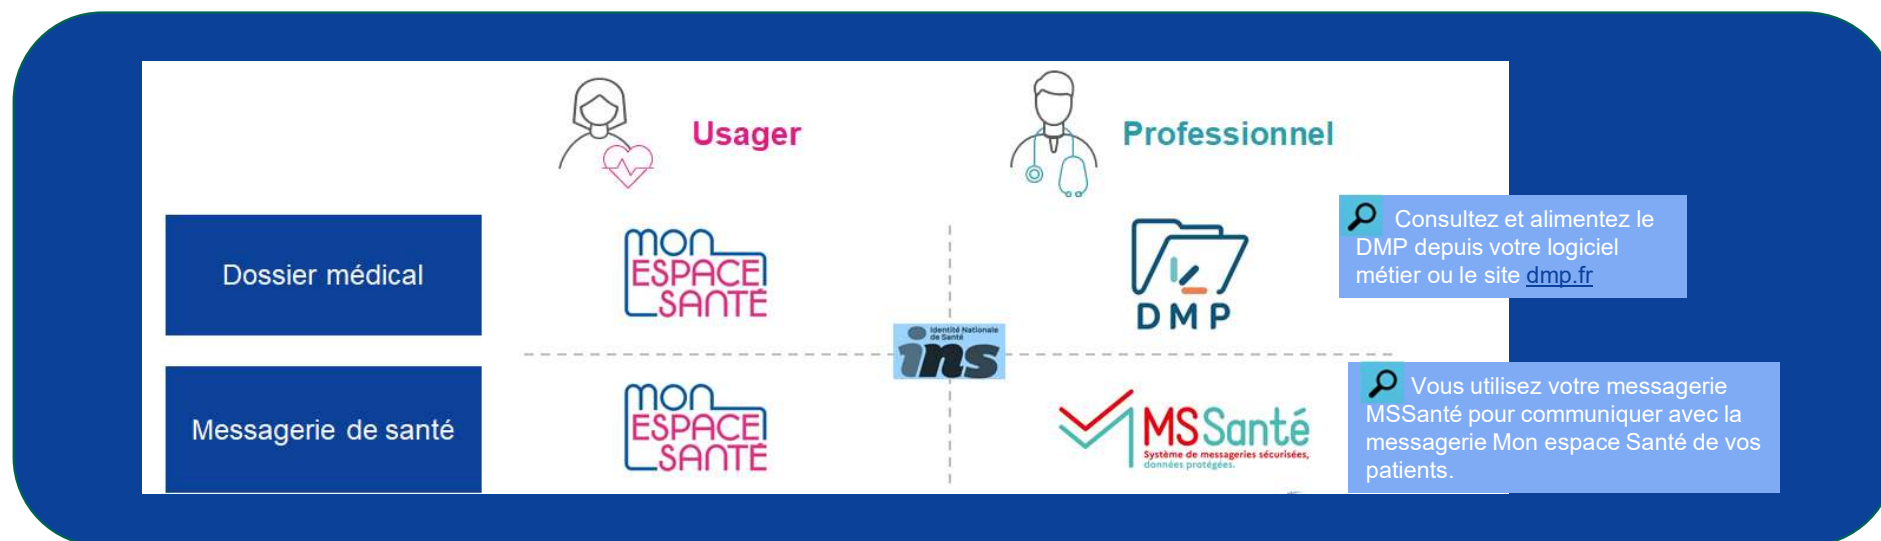 Usager
Professionnel
Dossier médical
mon
ESPACE
SANTÉ
DMP
Consultez et alimentez le
DMP depuis votre logiciel
métier ou le site dmp.fr
Identité Nationale
de Santé
ins
Messagerie de santé
mon
ESPACE
SANTÉ
MSSanté
Système de messageries sécurisées,
données protégées.
Vous utilisez votre messagerie
MSSanté pour communiquer avec la
messagerie Mon espace Santé de vos
patients.